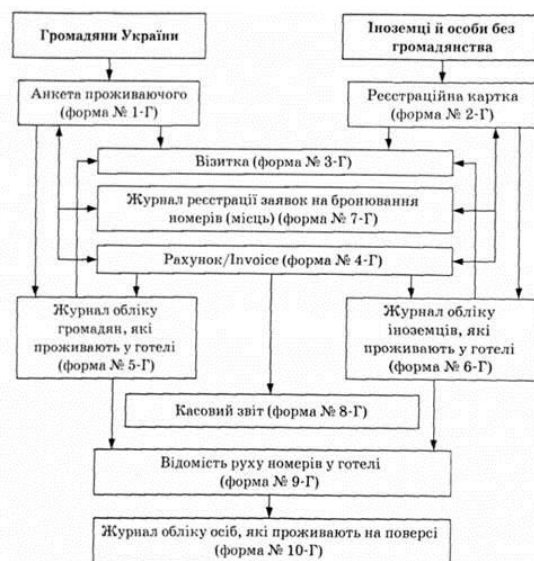 Громадяни України
Іноземці й особи без
громадянства
Анкета проживаючого
(форма № 1-Г)
Реєстраційна картка
(форма № 2-Г)
Візитка (форма № 3-Г)
Журнал реєстрації заявок на бронювання
номерів (місць) (форма № 7-Г)
Рахунок/Invoice (форма № 4-Г)
Журнал обліку
громадян, які
проживають у готелі
(форма № 5-Г)
Журнал обліку
іноземців, які
проживають у готелі
(форма № 6-Г)
Касовий звіт (форма № 8-Г)
Відомість руху номерів у готелі
(форма № 9-Г)
Журнал обліку осіб, які проживають на поверсі
(форма № 10-Г)